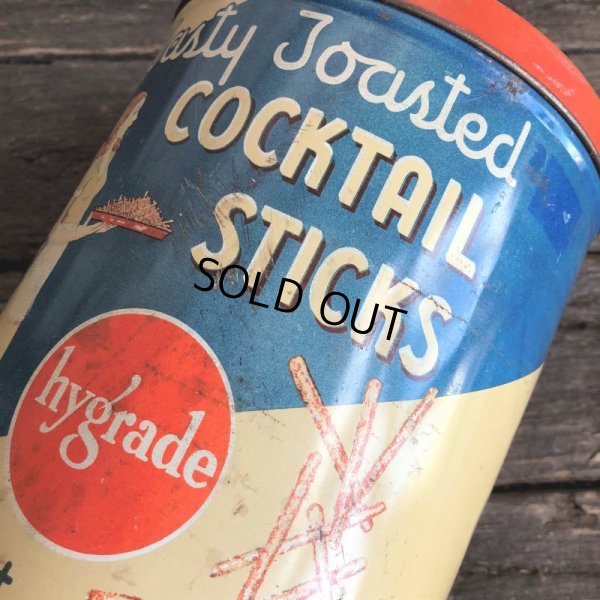 Tasty Toasted
COCKTAIL
STICKS
SOLD OUT
hygrade